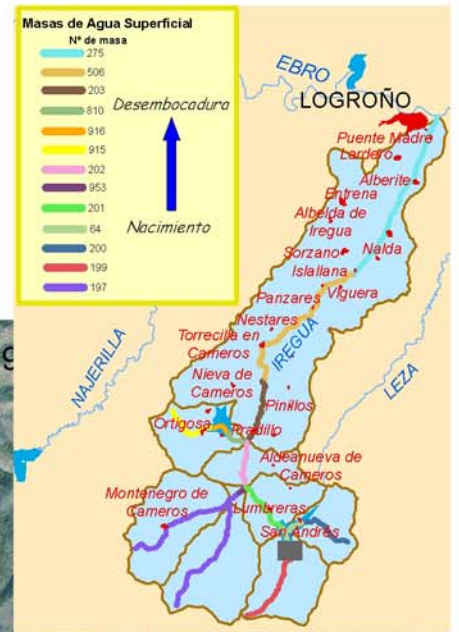 Masas de Agua Superficial
Nº de masa
275
506
203
810
916
915
202
953
201
64
200
199
197
Desembocadura
Nacimiento
EBRO
LOGROÑO
Puente Madre
Lardero
Alberite
Entrena
Albelda de
Iregua
Sorzano
Nalda
Islallana
Panzares
Viguera
Nestares
Torrecilla en
Cameros
IREGUA
LEZA
NAJERILLA
Nieva de
Cameros
Pinillos
Ortigosa
Pradillo
Aldeanueva de
Cameros
Montenegro de
Cameros
Lumbreras
San Andrés